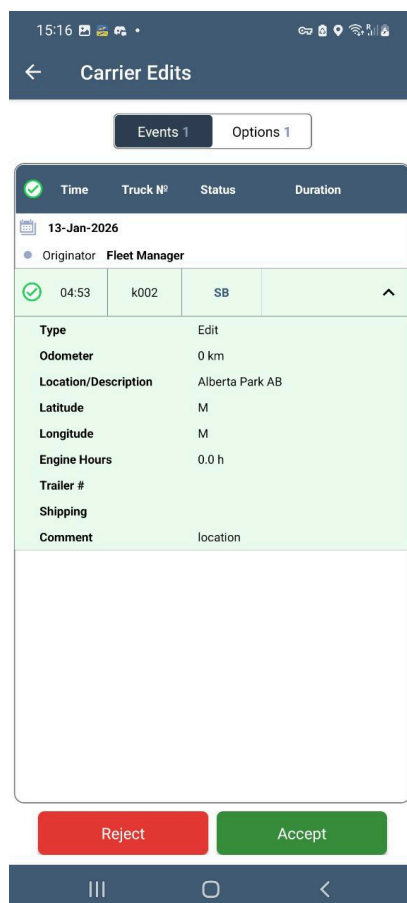 15:16
Carrier Edits
Events 1 Options 1
Time Truck Nº Status Duration
13-Jan-2026
Originator Fleet Manager
04:53 k002 SB
Type Edit
Odometer 0 km
Location/Description Alberta Park AB
Latitude M
Longitude M
Engine Hours 0.0 h
Trailer #
Shipping
Comment location
Reject Accept